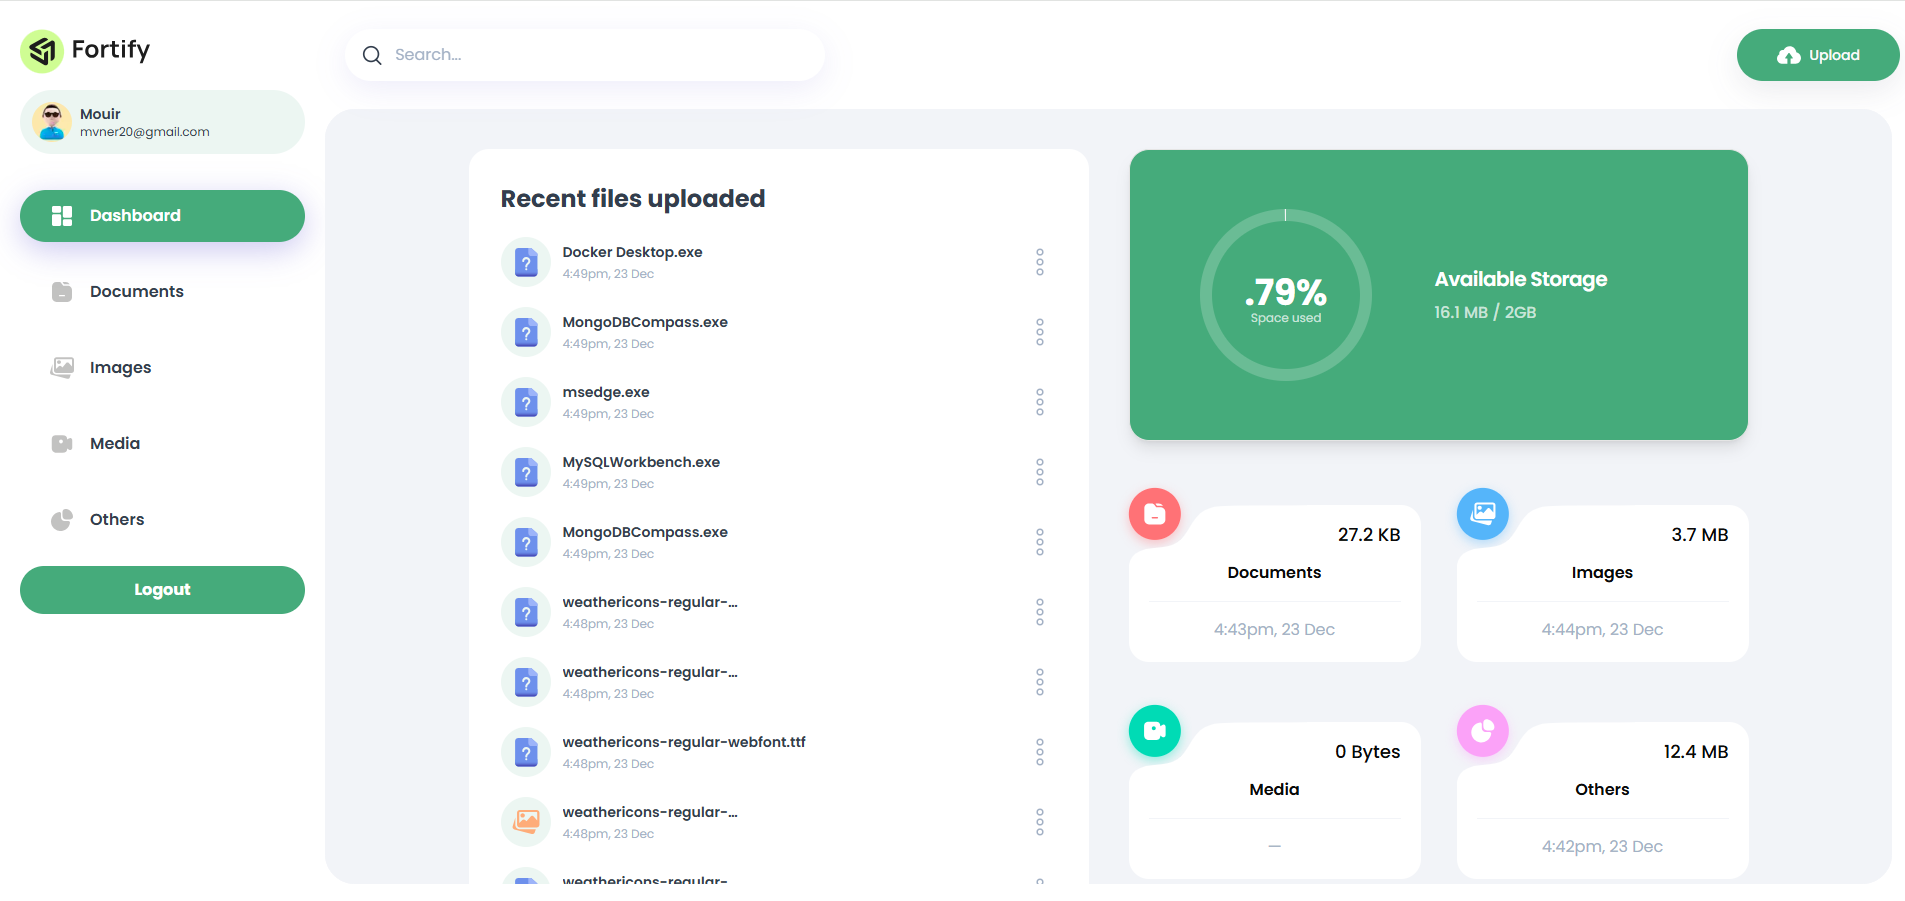 Fortify
Search...
Upload
Mouir
mvner20@gmail.com
Dashboard
Documents
Images
Media
Others
Logout
Recent files uploaded
Docker Desktop.exe
4:49pm, 23 Dec
MongoDBCompass.exe
4:49pm, 23 Dec
msedge.exe
4:49pm, 23 Dec
MySQLWorkbench.exe
4:49pm, 23 Dec
MongoDBCompass.exe
4:49pm, 23 Dec
weathericons-regular-...
4:48pm, 23 Dec
weathericons-regular-...
4:48pm, 23 Dec
weathericons-regular-webfont.ttf
4:48pm, 23 Dec
weathericons-regular-...
4:48pm, 23 Dec
weathericons-regular-
.79%
Space used
Available Storage
16.1 MB / 2GB
27.2 KB
Documents
4:43pm, 23 Dec
3.7 MB
Images
4:44pm, 23 Dec
0 Bytes
Media
—
12.4 MB
Others
4:42pm, 23 Dec